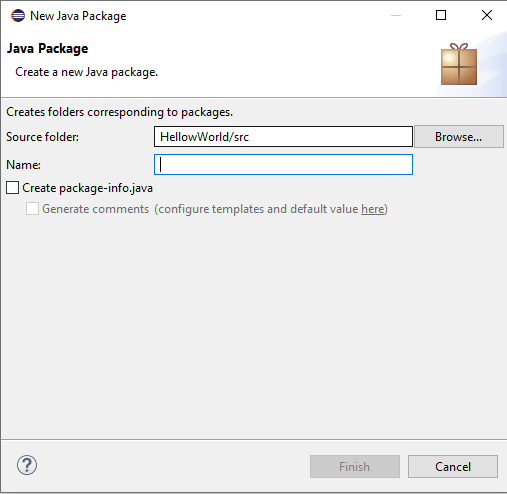 New Java Package
Java Package
Create a new Java package.
Creates folders corresponding to packages.
Source folder: HellowWorld/src Browse...
Name:
Create package-info.java
Generate comments (configure templates and default value here)
? Finish Cancel